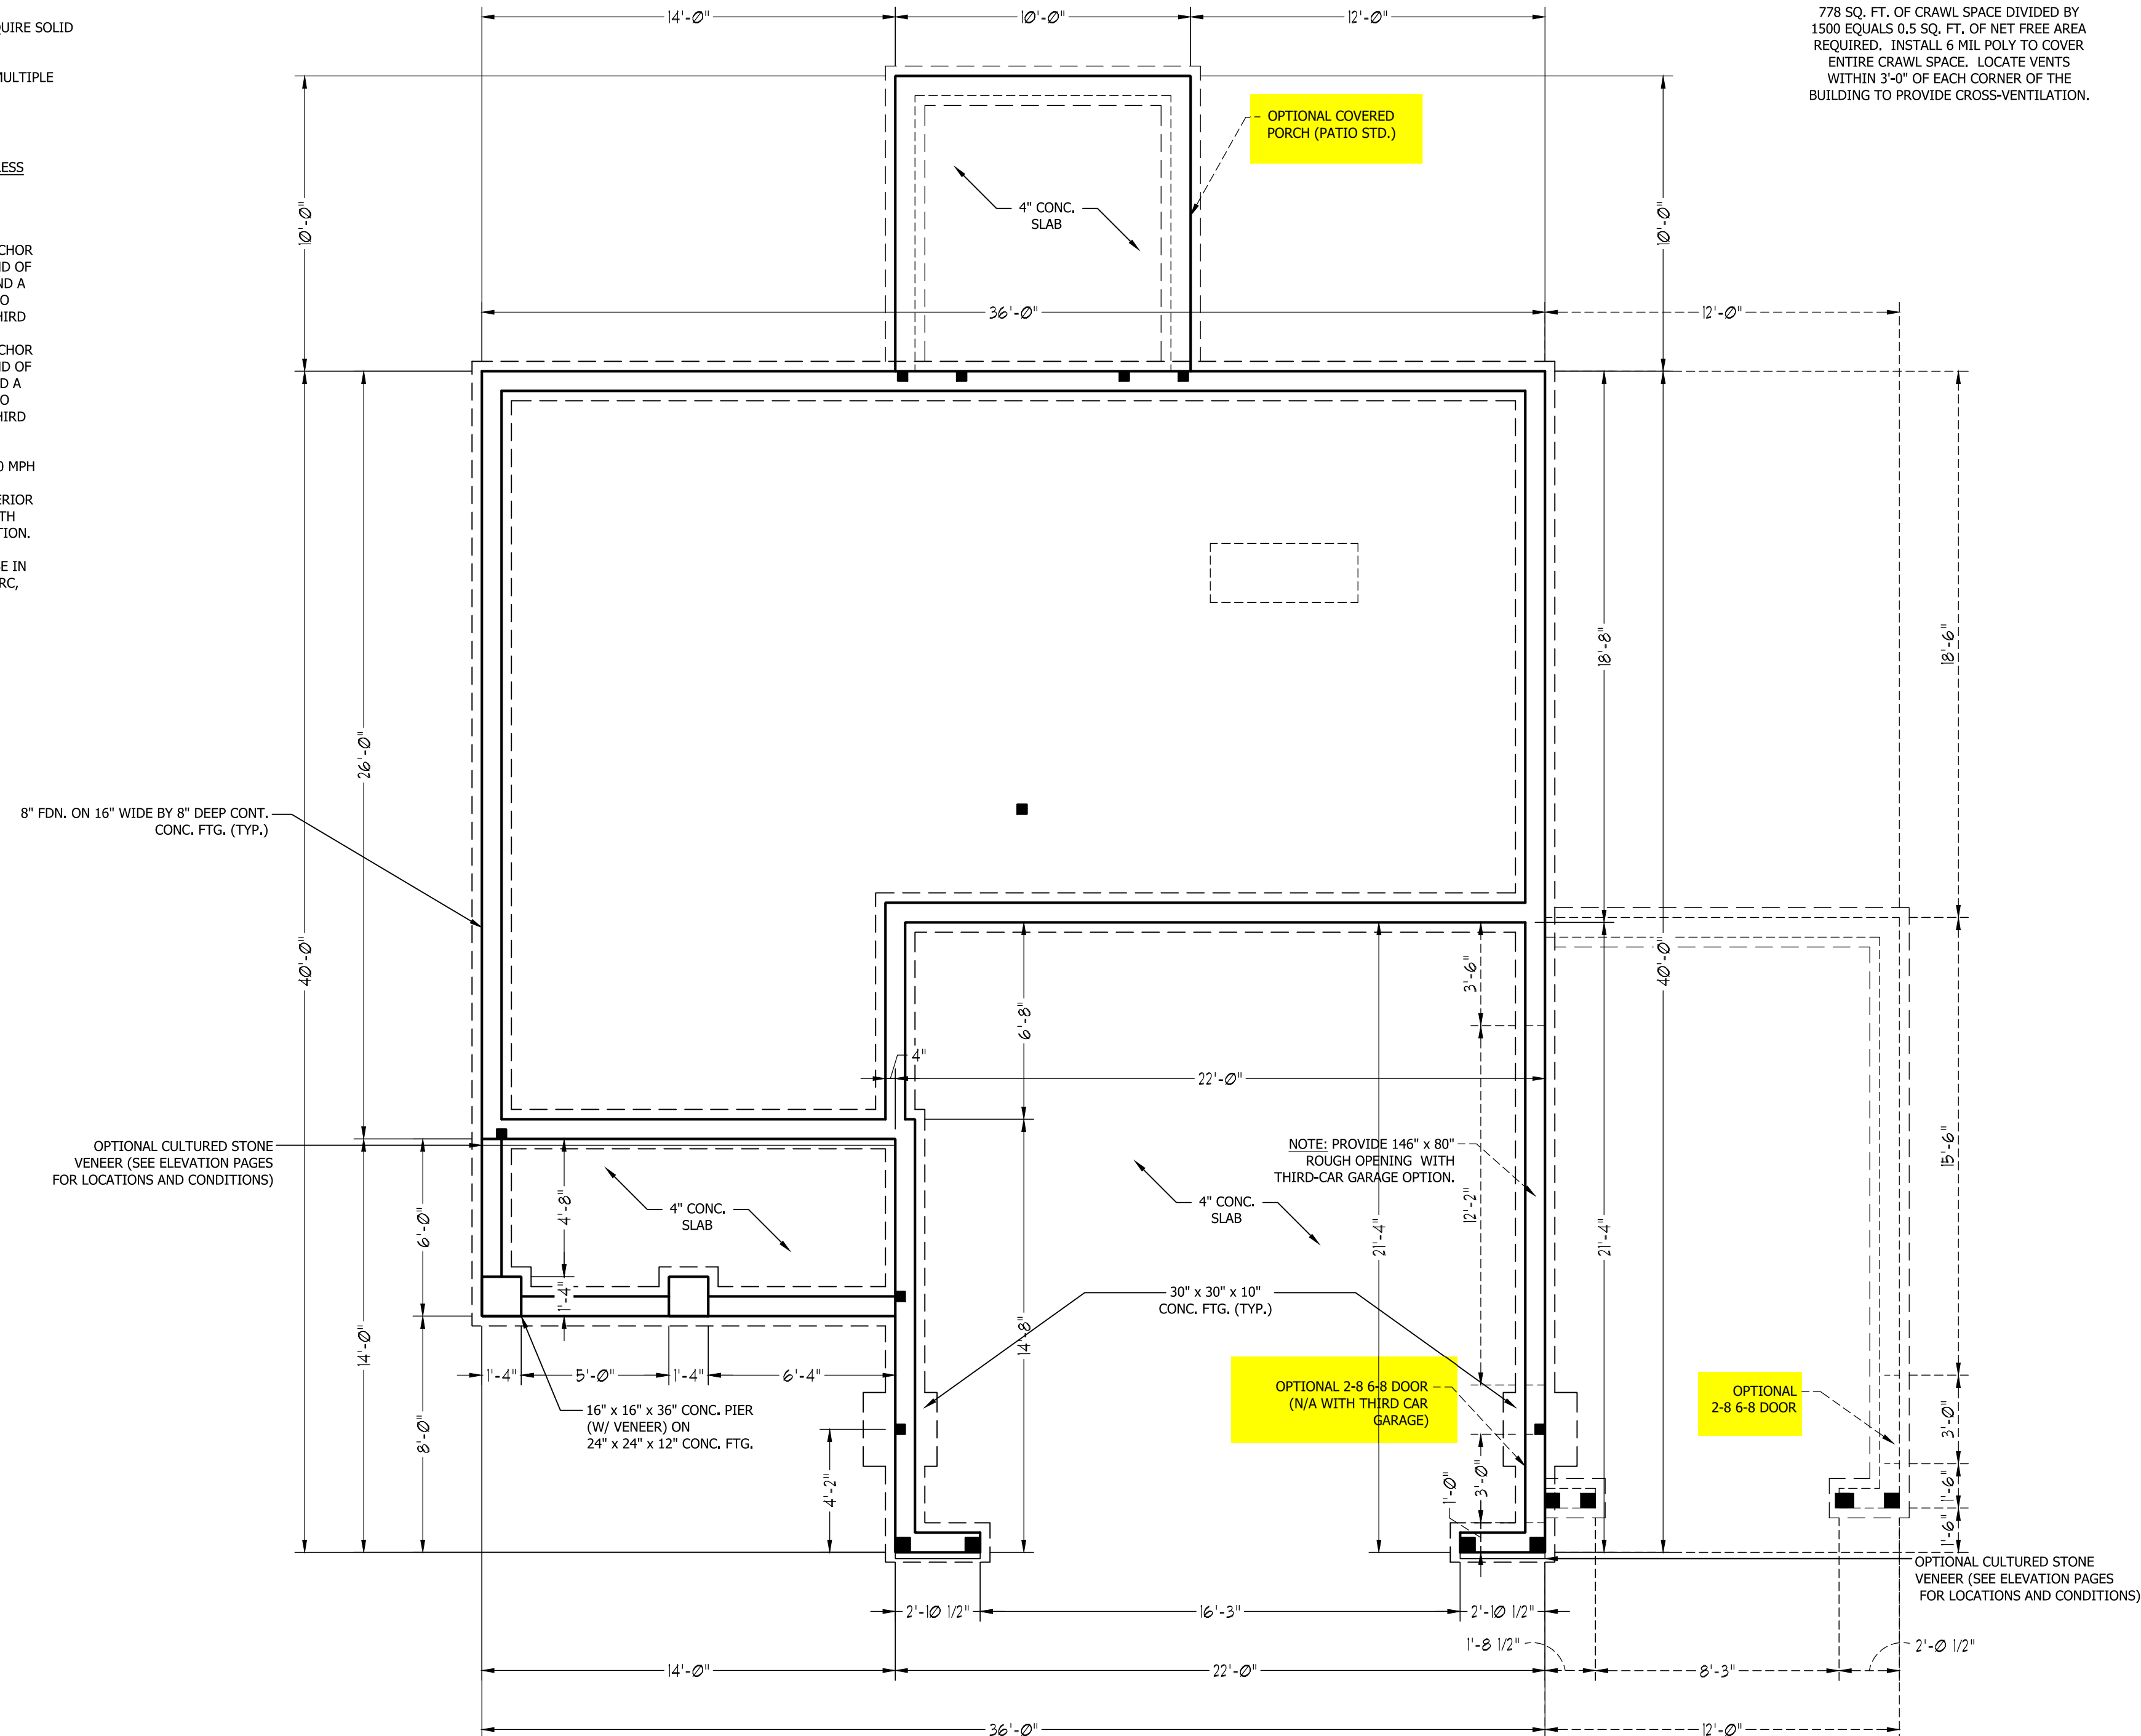 QUIRE SOLID
MULTIPLE
LESS
CHOR
ND OF
ND A
O
HIRD
CHOR
ND OF
D A
O
HIRD
0 MPH
ERIOR
TH
TION.
SE IN
RC,
778 SQ. FT. OF CRAWL SPACE DIVIDED BY
1500 EQUALS 0.5 SQ. FT. OF NET FREE AREA
REQUIRED.  INSTALL 6 MIL POLY TO COVER
ENTIRE CRAWL SPACE.  LOCATE VENTS
WITHIN 3'-0" OF EACH CORNER OF THE
BUILDING TO PROVIDE CROSS-VENTILATION.
14'-0"
10'-0"
12'-0"
OPTIONAL COVERED
PORCH (PATIO STD.)
4" CONC.
SLAB
10'-0"
10'-0"
36'-0"
12'-0"
26'-0"
18'-8"
18'-6"
8" FDN. ON 16" WIDE BY 8" DEEP CONT.
CONC. FTG. (TYP.)
40'-0"
40'-0"
6'-8"
3'-6"
4"
22'-0"
OPTIONAL CULTURED STONE
VENEER (SEE ELEVATION PAGES
FOR LOCATIONS AND CONDITIONS)
NOTE: PROVIDE 146" x 80"
ROUGH OPENING  WITH
THIRD-CAR GARAGE OPTION.
15'-6"
6'-0"
4'-8"
4" CONC.
SLAB
4" CONC.
SLAB
12'-2"
21'-4"
21'-4"
1'-4"
30" x 30" x 10"
CONC. FTG. (TYP.)
14'-0"
14'-8"
1'-4"
5'-0"
1'-4"
6'-4"
OPTIONAL 2-8 6-8 DOOR
(N/A WITH THIRD CAR
GARAGE)
OPTIONAL
2-8 6-8 DOOR
16" x 16" x 36" CONC. PIER
(W/ VENEER) ON
24" x 24" x 12" CONC. FTG.
8'-0"
4'-2"
1'-0"
3'-0"
3'-0"
1'-6"
1'-6"
OPTIONAL CULTURED STONE
VENEER (SEE ELEVATION PAGES
FOR LOCATIONS AND CONDITIONS)
2'-10 1/2"
16'-3"
2'-10 1/2"
1'-8 1/2"
2'-0 1/2"
14'-0"
22'-0"
8'-3"
36'-0"
12'-0"